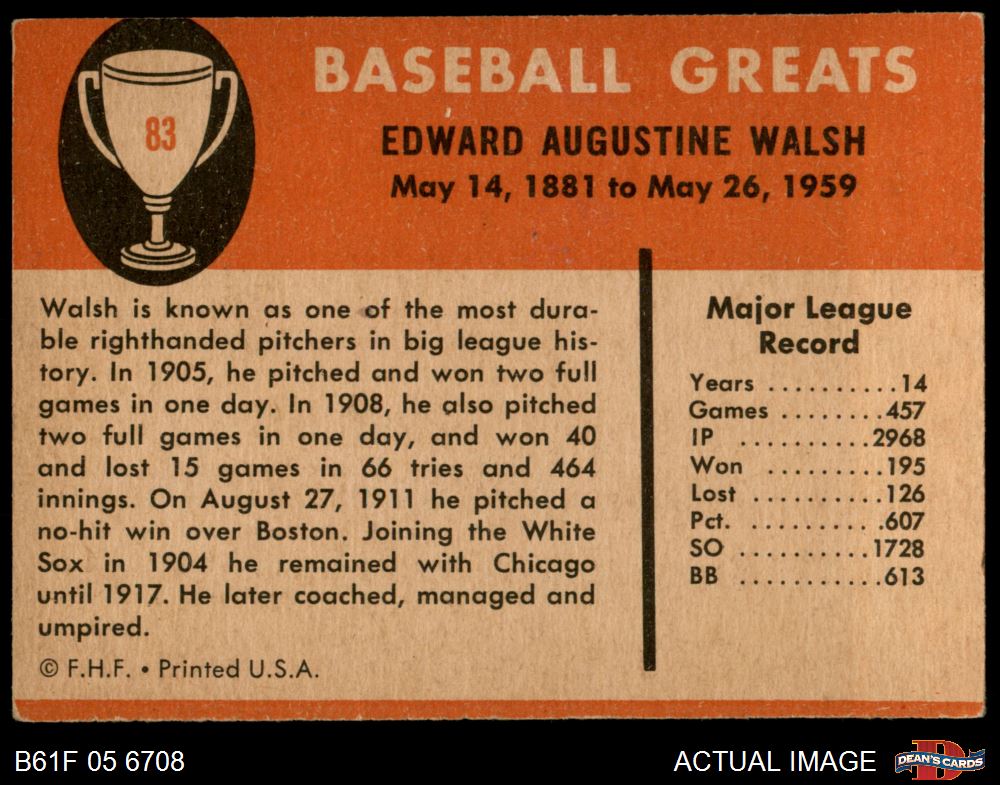 83
BASEBALL GREATS
EDWARD AUGUSTINE WALSH
May 14, 1881 to May 26, 1959
Walsh is known as one of the most dura-
ble righthanded pitchers in big league his-
tory. In 1905, he pitched and won two full
games in one day. In 1908, he also pitched
two full games in one day, and won 40
and lost 15 games in 66 tries and 464
innings. On August 27, 1911 he pitched a
no-hit win over Boston. Joining the White
Sox in 1904 he remained with Chicago
until 1917. He later coached, managed and
umpired.
© F.H.F. • Printed U.S.A.
Major League
Record
Years ..........14
Games ........457
IP ..........2968
Won .........195
Lost ..........126
Pct. ..........607
SO ..........1728
BB ...........613
B61F 05 6708
ACTUAL IMAGE
D
DEAN'S CARDS